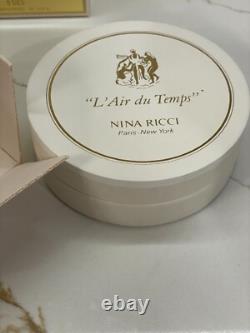 "L'Air du Temps"
NINA RICCI
Paris-New York